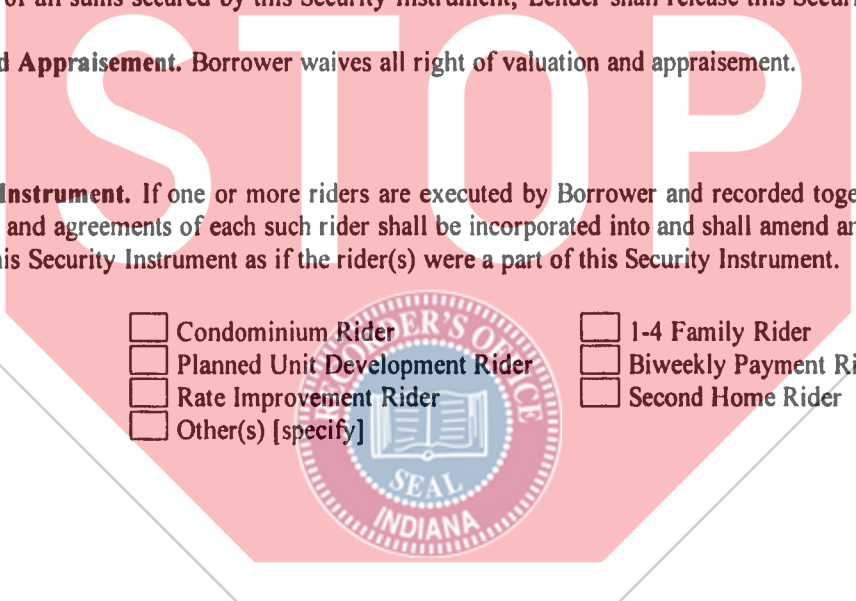 of all sums secured by this Security Instrument, Lender shall release this Securi
d Appraisement. Borrower waives all right of valuation and appraisement.
STOP
Instrument. If one or more riders are executed by Borrower and recorded toge
and agreements of each such rider shall be incorporated into and shall amend an
is Security Instrument as if the rider(s) were a part of this Security Instrument.
Condominium Rider 1-4 Family Rider
Planned Unit Development Rider Biweekly Payment Ri
Rate Improvement Rider Second Home Rider
Other(s) [specify]
RECORDER'S OFFICE
SEAL
INDIANA